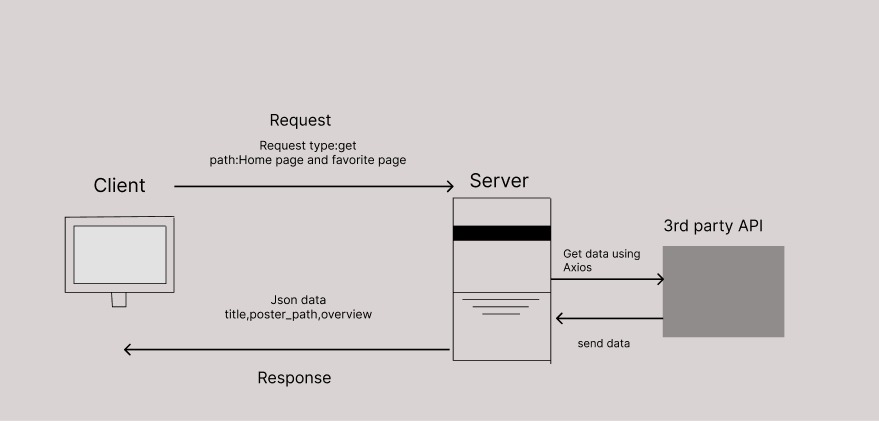 Request
Request type:get
path:Home page and favorite page
Client
Server
3rd party API
Get data using
Axios
Json data
title,poster_path,overview
send data
Response